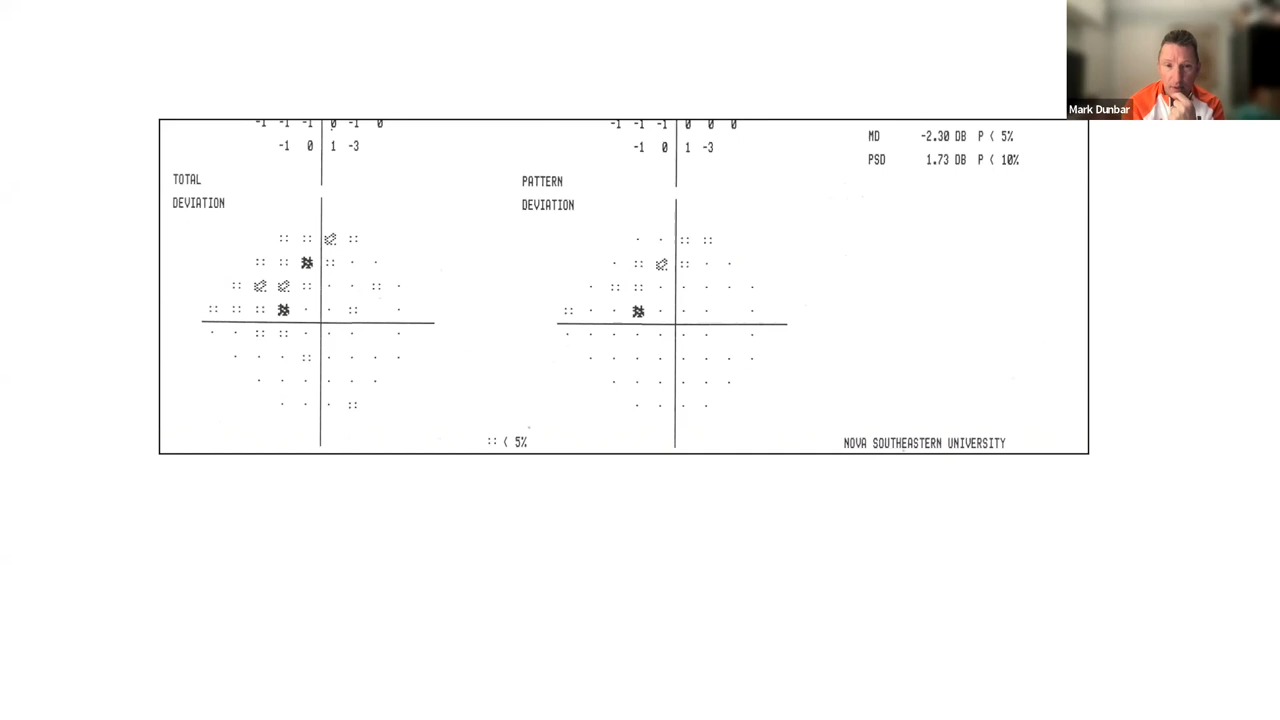 Mark Dunbar
-1 -1 -1 0 -1 0
-1 0 1 -3
-1 -1 -1 0 0 0
-1 0 1 -3
MD -2.30 DB P < 5%
PSD 1.73 DB P < 10%
TOTAL
DEVIATION
PATTERN
DEVIATION
:: < 5%
NOVA SOUTHEASTERN UNIVERSITY